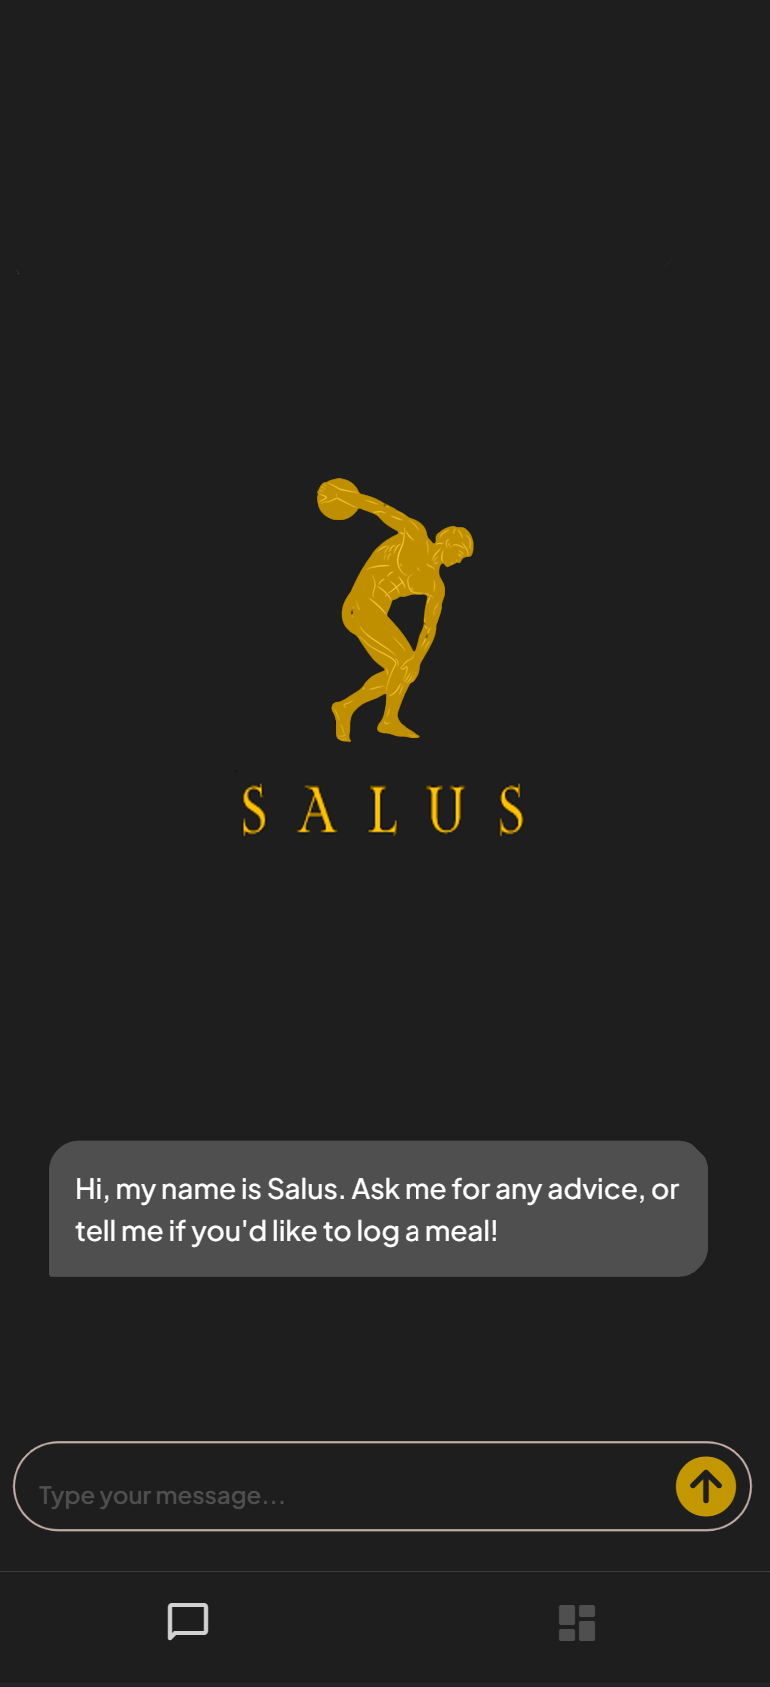 SALUS
Hi, my name is Salus. Ask me for any advice, or
tell me if you'd like to log a meal!
Type your message...